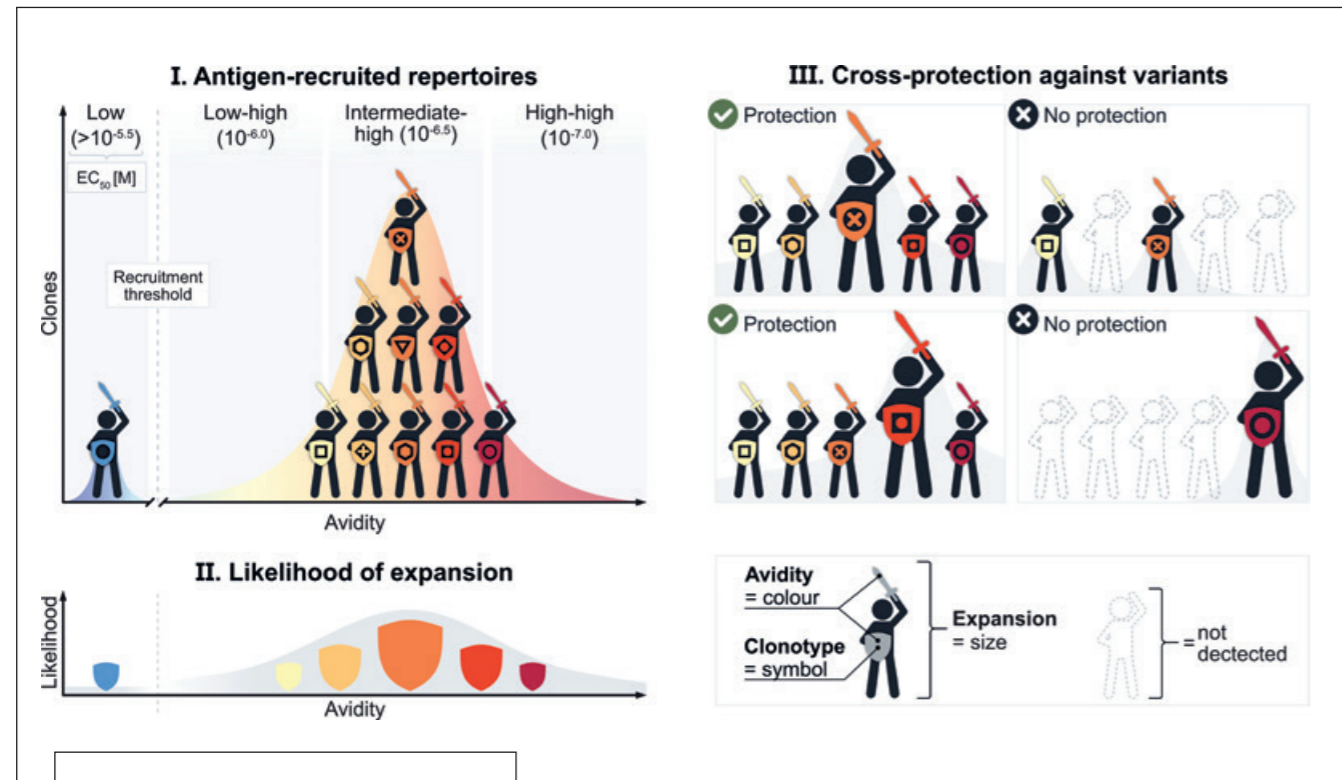 I. Antigen-recruited repertoires
Low
(>10⁻⁵·⁵)
EC₅₀ [M]
Low-high
(10⁻⁶·⁰)
Intermediate-
high (10⁻⁶·⁵)
High-high
(10⁻⁷·⁰)
Recruitment
threshold
Clones
Avidity
II. Likelihood of expansion
Likelihood
Avidity
III. Cross-protection against variants
Protection
No protection
Protection
No protection
Avidity
= colour
Clonotype
= symbol
Expansion
= size
= not
dectected